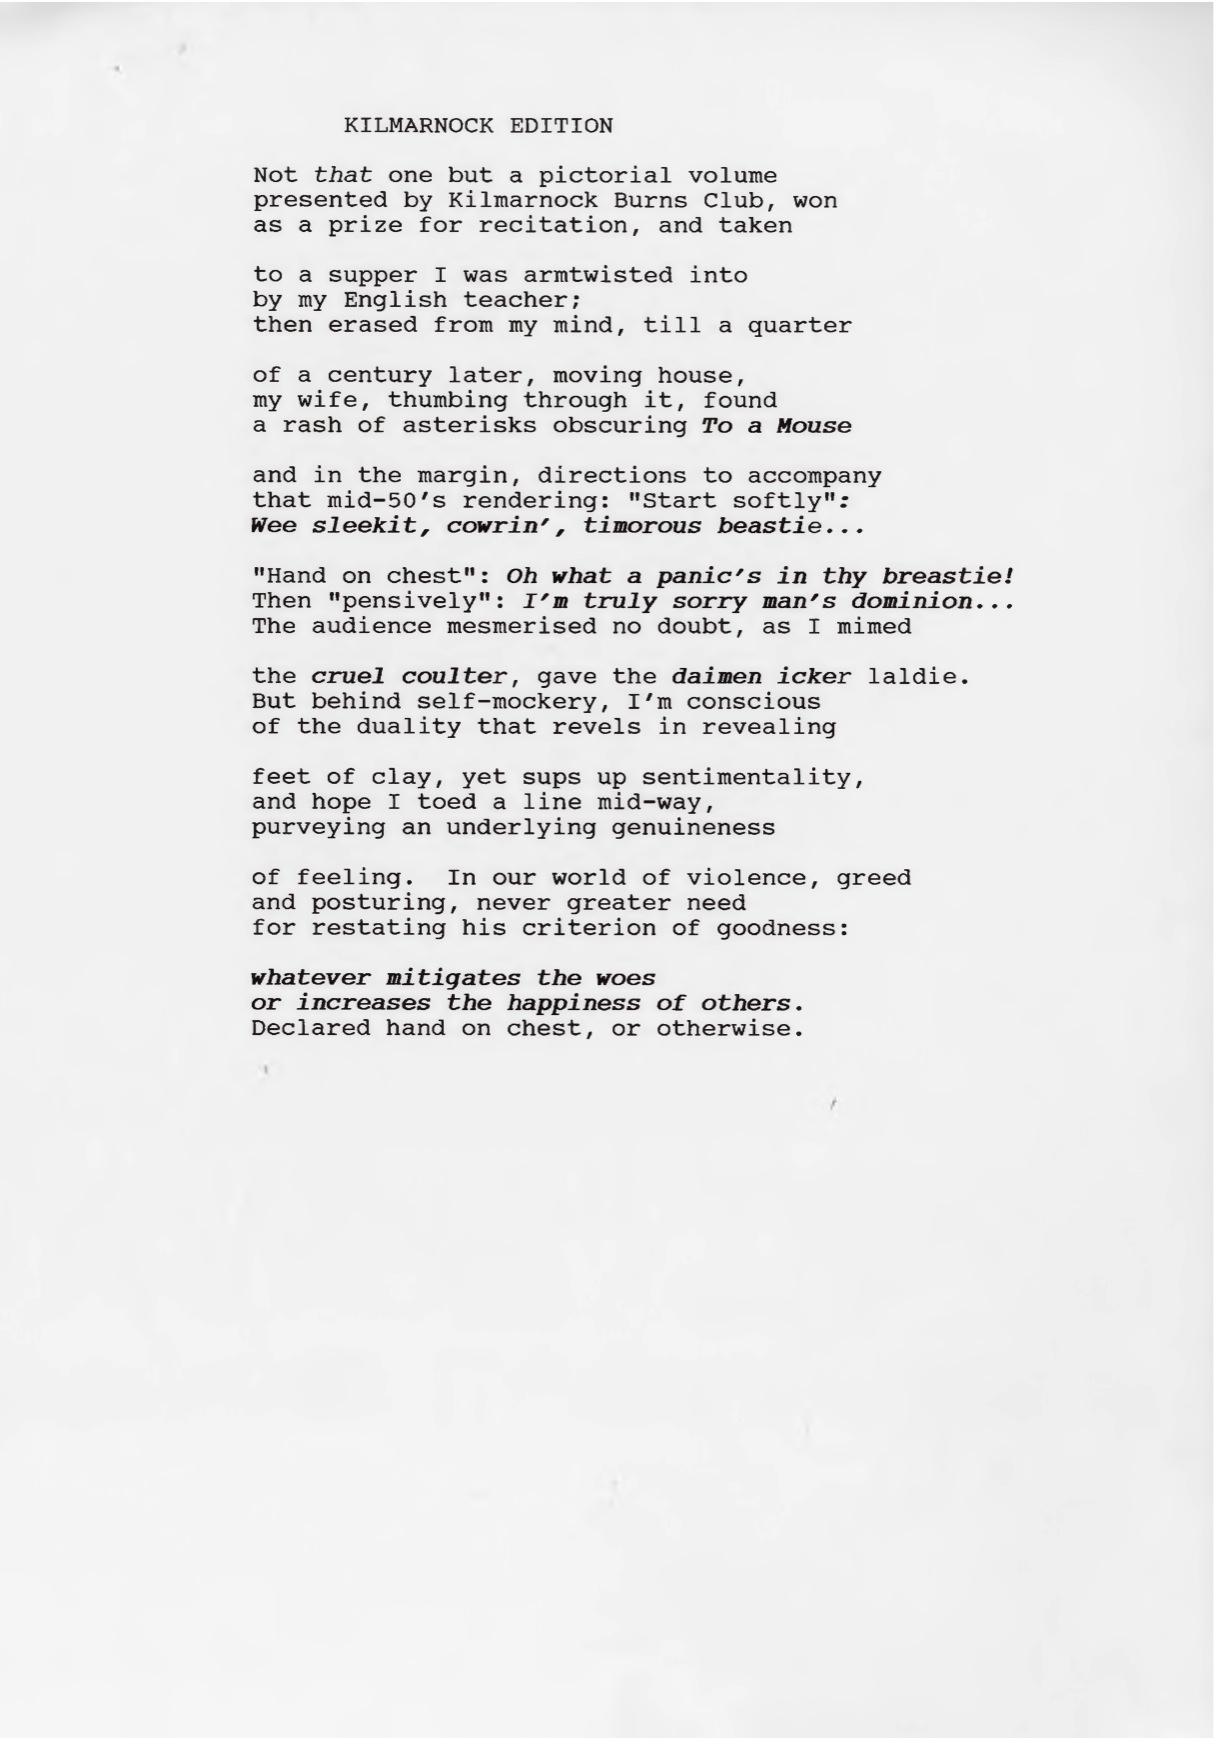 KILMARNOCK EDITION
Not that one but a pictorial volume
presented by Kilmarnock Burns Club, won
as a prize for recitation, and taken
to a supper I was armtwisted into
by my English teacher;
then erased from my mind, till a quarter
of a century later, moving house,
my wife, thumbing through it, found
a rash of asterisks obscuring To a Mouse
and in the margin, directions to accompany
that mid-50's rendering: "Start softly":
Wee sleekit, cowrin', timorous beastie...
"Hand on chest": Oh what a panic's in thy breastie!
Then "pensively": I'm truly sorry man's dominion...
The audience mesmerised no doubt, as I mimed
the cruel coulter, gave the daimen icker laldie.
But behind self-mockery, I'm conscious
of the duality that revels in revealing
feet of clay, yet sups up sentimentality,
and hope I toed a line mid-way,
purveying an underlying genuineness
of feeling.  In our world of violence, greed
and posturing, never greater need
for restating his criterion of goodness:
whatever mitigates the woes
or increases the happiness of others.
Declared hand on chest, or otherwise.